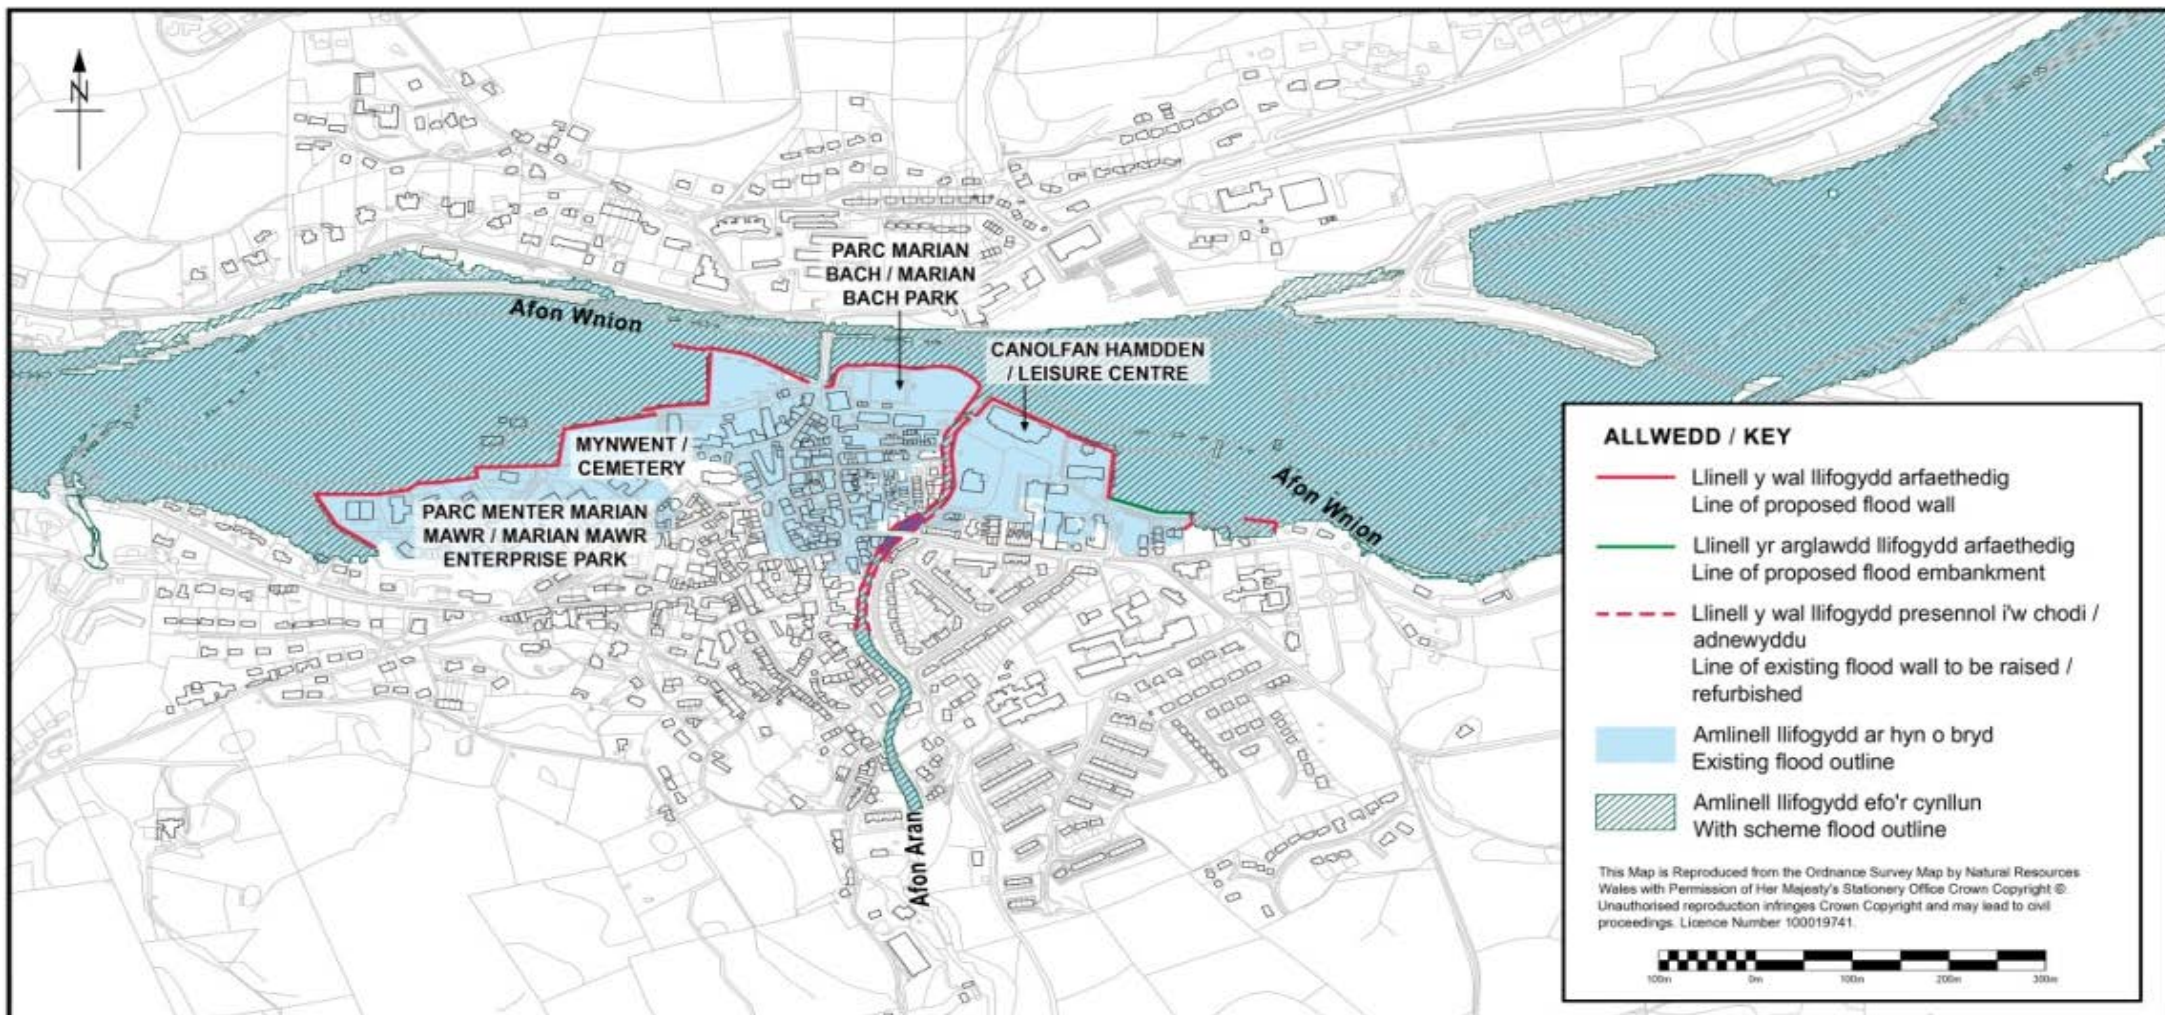 N
PARC MARIAN
BACH / MARIAN
BACH PARK
Afon Wnion
CANOLFAN HAMDDEN
/ LEISURE CENTRE
MYNWENT /
CEMETERY
PARC MENTER MARIAN
MAWR / MARIAN MAWR
ENTERPRISE PARK
Afon Wnion
Afon Aran
ALLWEDD / KEY
Llinell y wal llifogydd arfaethedig
Line of proposed flood wall
Llinell yr arglawdd llifogydd arfaethedig
Line of proposed flood embankment
Llinell y wal llifogydd presennol i'w chodi /
adnewyddu
Line of existing flood wall to be raised /
refurbished
Amlinell llifogydd ar hyn o bryd
Existing flood outline
Amlinell llifogydd efo'r cynllun
With scheme flood outline
This Map is Reproduced from the Ordnance Survey Map by Natural Resources
Wales with Permission of Her Majesty's Stationery Office Crown Copyright ©.
Unauthorised reproduction infringes Crown Copyright and may lead to civil
proceedings. Licence Number 100019741.
100m 0m 100m 200m 300m